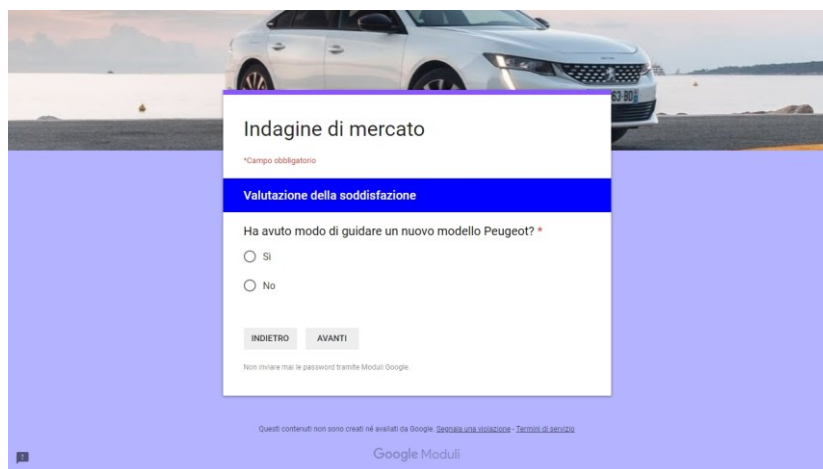 63-BD
Indagine di mercato
*Campo obbligatorio
Valutazione della soddisfazione
Ha avuto modo di guidare un nuovo modello Peugeot? *
Sì
No
INDIETRO AVANTI
Non inviare mai le password tramite Moduli Google.
Questi contenuti non sono creati né avallati da Google. Segnala una violazione - Termini di servizio
Google Moduli